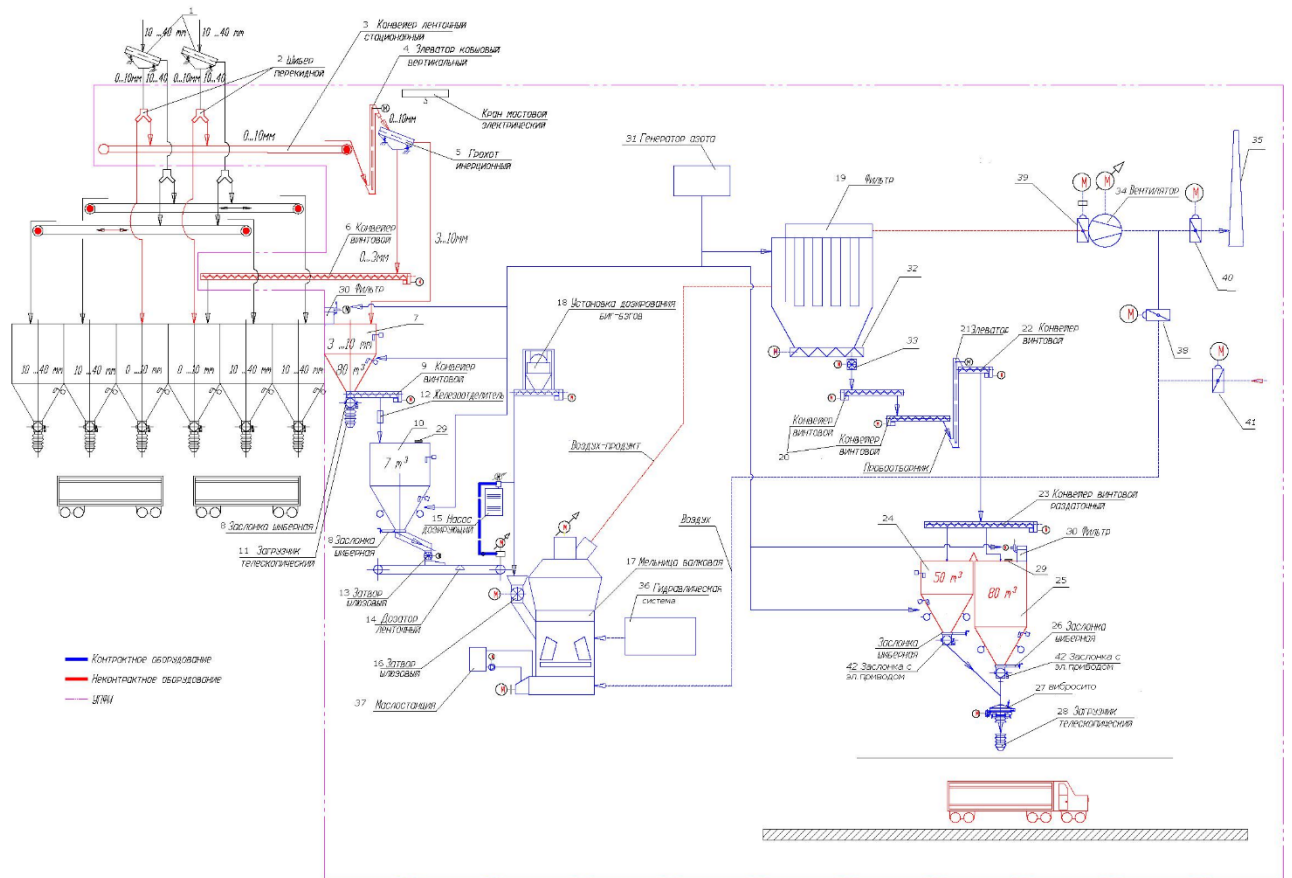 1
10 ...40 mm
10 ...40 mm
0...10мм
10...40
0...10мм
10...40
2 Шибер
перекидной
3 Конвейер ленточный
стационарный
4. Элеватор ковшовый
вертикальный
0...10мм
0...10мм
Кран мостовой
электрический
5 Грохот
инерционный
6 Конвейер
винтовой
0...3мм
3...10мм
30 Фильтр
7
3 ...10 mm
80 m³
10 ...40 mm
10 ...40 mm
0 ...10 mm
0 ...10 mm
10 ...40 mm
10 ...40 mm
9 Конвейер
винтовой
12 Железоотделитель
10
29
7 m³
8 Заслонка шиберная
11 Загрузчик
телескопический
8 Заслонка
шиберная
13 Затвор
шлюзовый
14 Дозатор
ленточный
15 Насос
дозирующий
16 Затвор
шлюзовый
37 Маслостанция
17 Мельница валковая
36 Гидравлическая
система
18 Установка дозирования
биг-бэгов
31 Генератор азота
19 Фильтр
32
33
Конвейер
винтовой
20
Конвейер
винтовой
Пробоотборник
21 Элеватор
22 Конвейер
винтовой
Воздух-продукт
Воздух
39
34 Вентилятор
35
40
38
41
M
M
M
M
M
23 Конвейер винтовой
раздаточный
24
30 Фильтр
29
25
50 m³
80 m³
26 Заслонка
шиберная
Заслонка
шиберная
42 Заслонка с
эл.приводом
42 Заслонка с
эл.приводом
27 вибросито
28 Загрузчик
телескопический
Контрактное оборудование
Неконтрактное оборудование
УПФИ